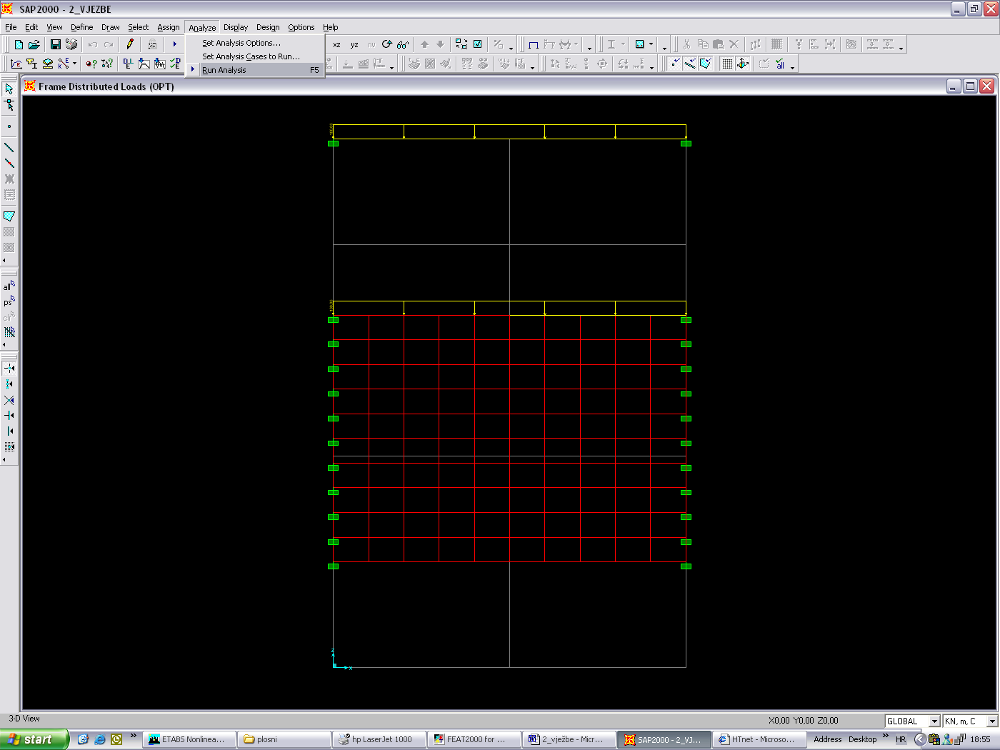 SAP2000 - 2_VJEZBE
File Edit View Define Draw Select Assign Analyze Display Design Options Help
Set Analysis Options...
xz yz nv
Set Analysis Cases to Run...
Run Analysis F5
Frame Distributed Loads (OPT)
all
ps
clr
Z
X
3-D View
X0,00 Y0,00 Z0,00
GLOBAL
KN, m, C
start
ETABS Nonlinea...
plosni
hp LaserJet 1000
FEAT2000 for ...
2_vježbe - Micr...
SAP2000 - 2_VJ...
HTnet - Microso...
Address
Desktop
HR
18:55